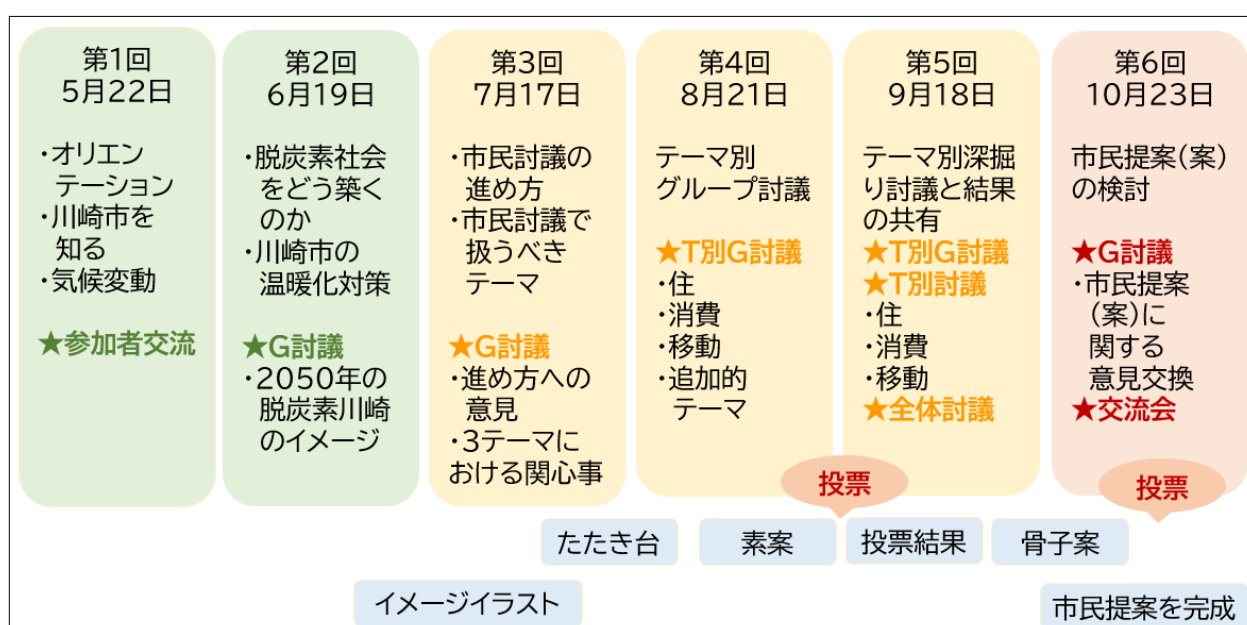 第1回
5月22日
・オリエン
テーション
・川崎市を
知る
・気候変動
★参加者交流
第2回
6月19日
・脱炭素社会
をどう築く
のか
・川崎市の
温暖化対策
★G討議
・2050年の
脱炭素川崎
のイメージ
第3回
7月17日
・市民討議の
進め方
・市民討議で
扱うべき
テーマ
★G討議
・進め方への
意見
・3テーマに
おける関心事
第4回
8月21日
テーマ別
グループ討議
★T別G討議
・住
・消費
・移動
・追加的
テーマ
第5回
9月18日
テーマ別深掘
り討議と結果
の共有
★T別G討議
★T別討議
・住
・消費
・移動
★全体討議
第6回
10月23日
市民提案(案)
の検討
★G討議
・市民提案
(案)に
関する
意見交換
★交流会
投票
投票
たたき台
素案
投票結果
骨子案
イメージイラスト
市民提案を完成